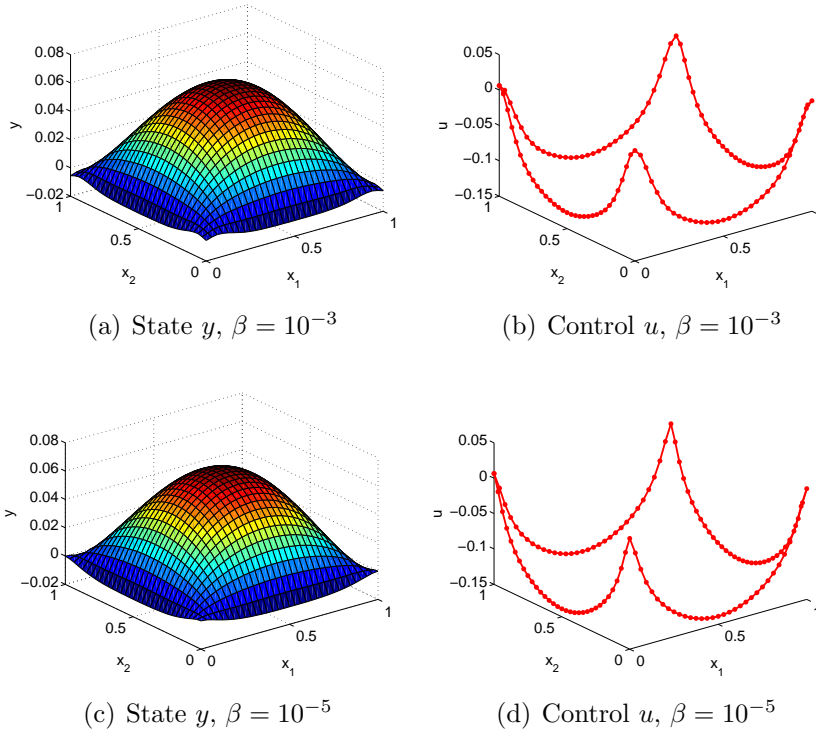 0.08
0.06
0.04
0.02
0
−0.02
y
1
0.5
0
x₂
0
0.5
1
x₁
0.05
0
−0.05
−0.1
−0.15
u
1
0.5
0
x₂
0
0.5
x₁
(a) State y, β = 10⁻³
(b) Control u, β = 10⁻³
0.08
0.06
0.04
0.02
0
−0.02
y
1
0.5
0
x₂
0
0.5
1
x₁
0.05
0
−0.05
−0.1
−0.15
u
1
0.5
0
x₂
0
0.5
x₁
(c) State y, β = 10⁻⁵
(d) Control u, β = 10⁻⁵